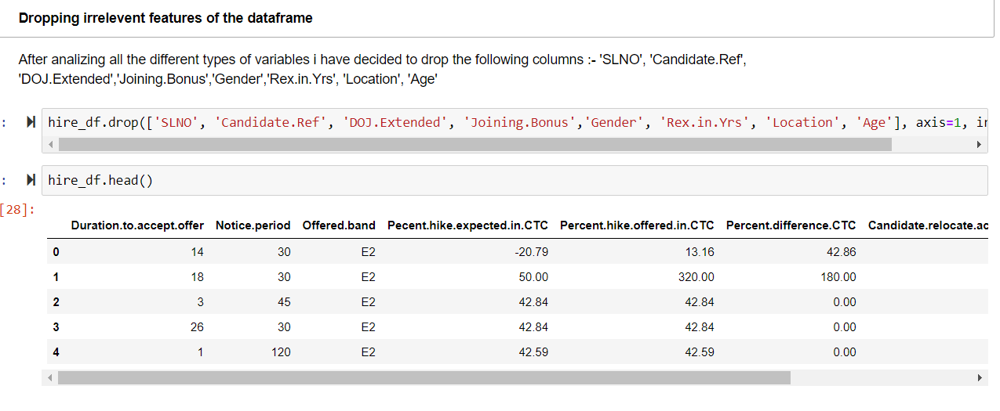 Dropping irrelevent features of the dataframe
After analizing all the different types of variables i have decided to drop the following columns :- 'SLNO', 'Candidate.Ref',
'DOJ.Extended','Joining.Bonus','Gender','Rex.in.Yrs', 'Location', 'Age'
: hire_df.drop(['SLNO', 'Candidate.Ref', 'DOJ.Extended', 'Joining.Bonus','Gender', 'Rex.in.Yrs', 'Location', 'Age'], axis=1, in
: hire_df.head()
[28]:
Duration.to.accept.offer Notice.period Offered.band Pecent.hike.expected.in.CTC Percent.hike.offered.in.CTC Percent.difference.CTC Candidate.relocate.ac
0 14 30 E2 -20.79 13.16 42.86
1 18 30 E2 50.00 320.00 180.00
2 3 45 E2 42.84 42.84 0.00
3 26 30 E2 42.84 42.84 0.00
4 1 120 E2 42.59 42.59 0.00